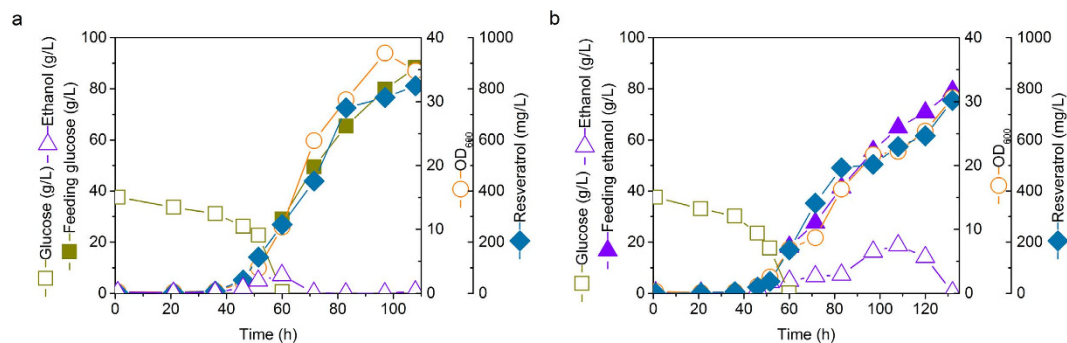 a
Glucose (g/L)
Ethanol (g/L)
Feeding glucose (g/L)
100
80
60
40
20
0
0 20 40 60 80 100
Time (h)
40
30
20
10
0
OD600
1000
800
600
400
200
0
Resveratrol (mg/L)
b
Glucose (g/L)
Ethanol (g/L)
Feeding ethanol (g/L)
100
80
60
40
20
0
0 20 40 60 80 100 120
Time (h)
40
30
20
10
0
OD600
1000
800
600
400
200
0
Resveratrol (mg/L)